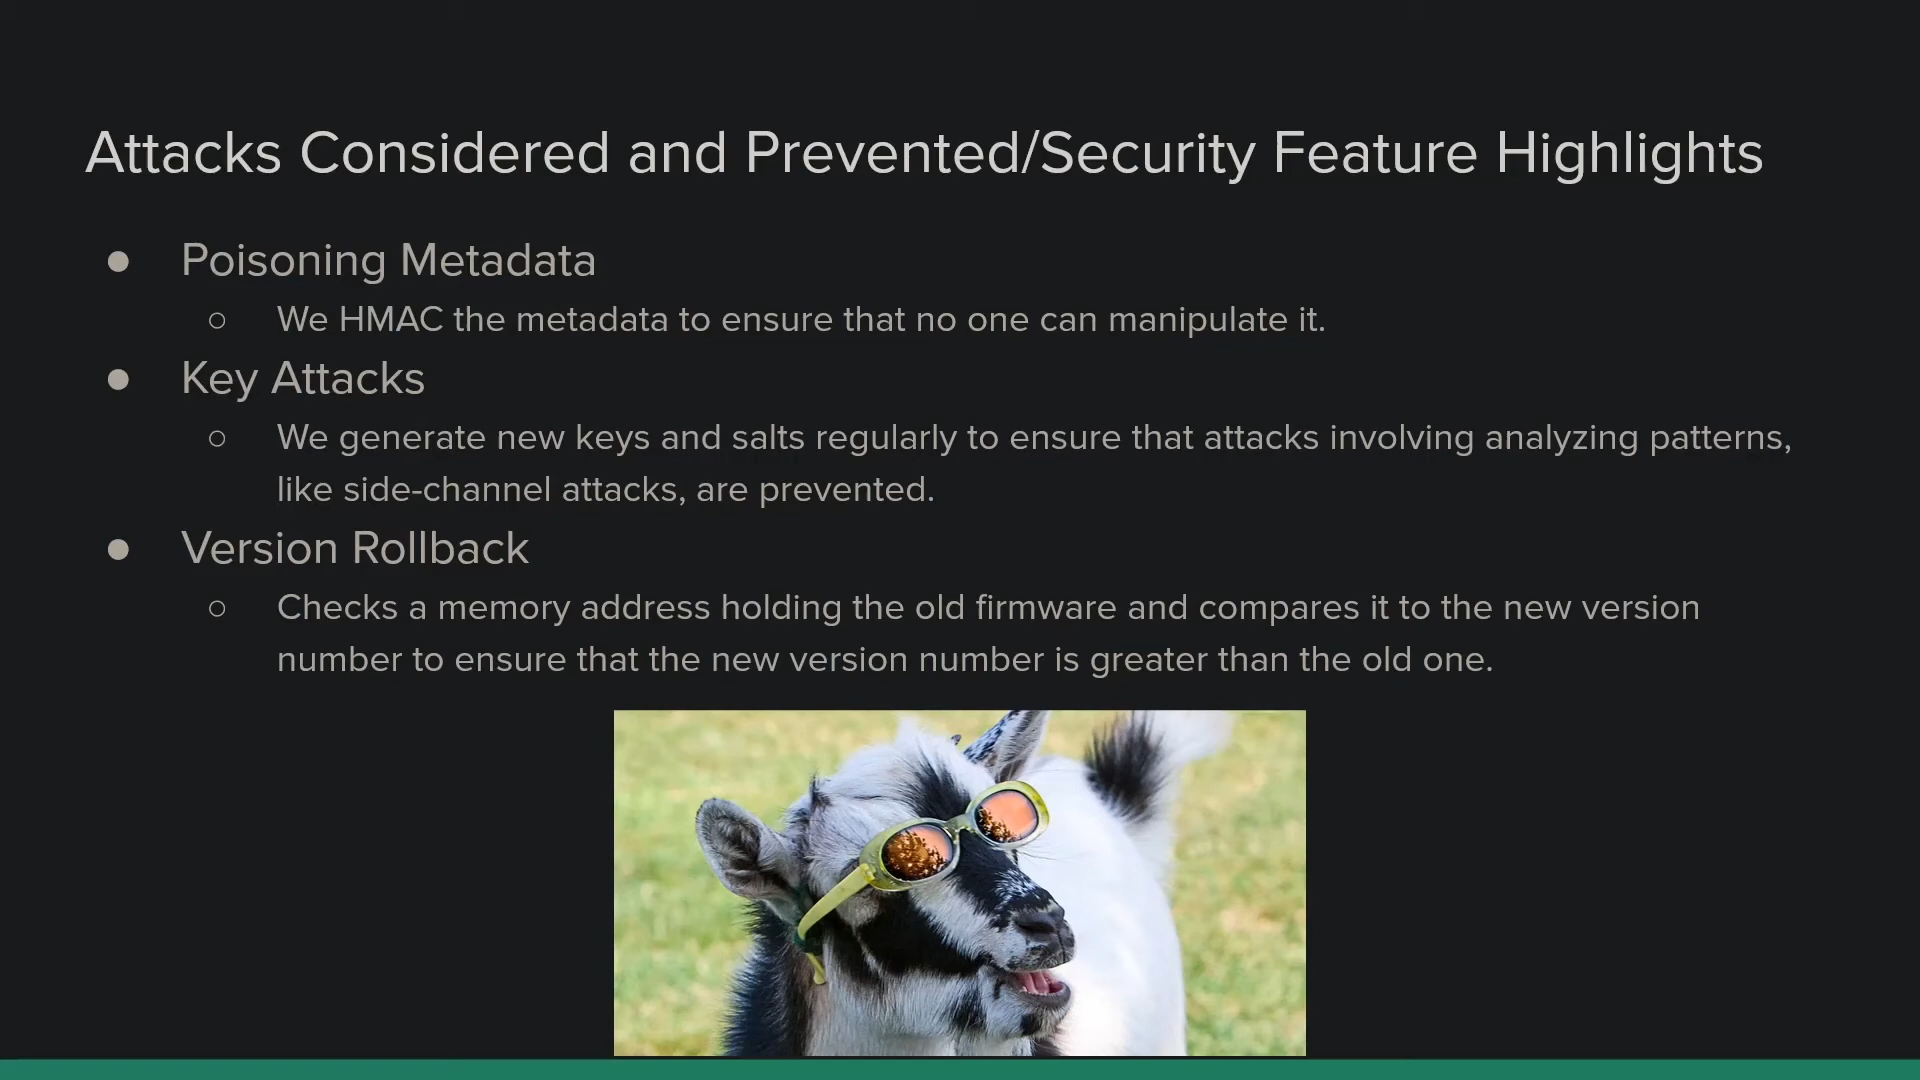 Attacks Considered and Prevented/Security Feature Highlights
● Poisoning Metadata
○ We HMAC the metadata to ensure that no one can manipulate it.
● Key Attacks
○ We generate new keys and salts regularly to ensure that attacks involving analyzing patterns,
like side-channel attacks, are prevented.
● Version Rollback
○ Checks a memory address holding the old firmware and compares it to the new version
number to ensure that the new version number is greater than the old one.